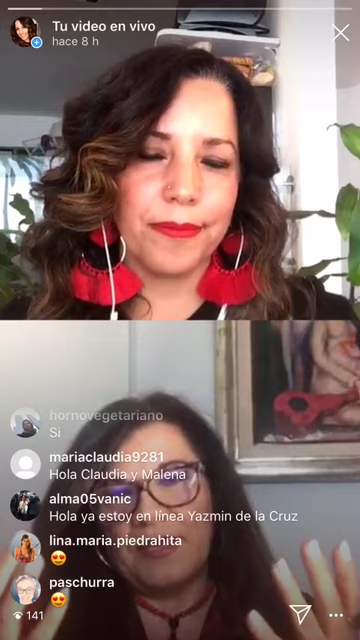 Tu video en vivo
hace 8 h
hornovegetariano
Si
mariaclaudia9281
Hola Claudia y Malena
alma05vanic
Hola ya estoy en línea Yazmin de la Cruz
lina.maria.piedrahita
😍
paschurra
😍
141